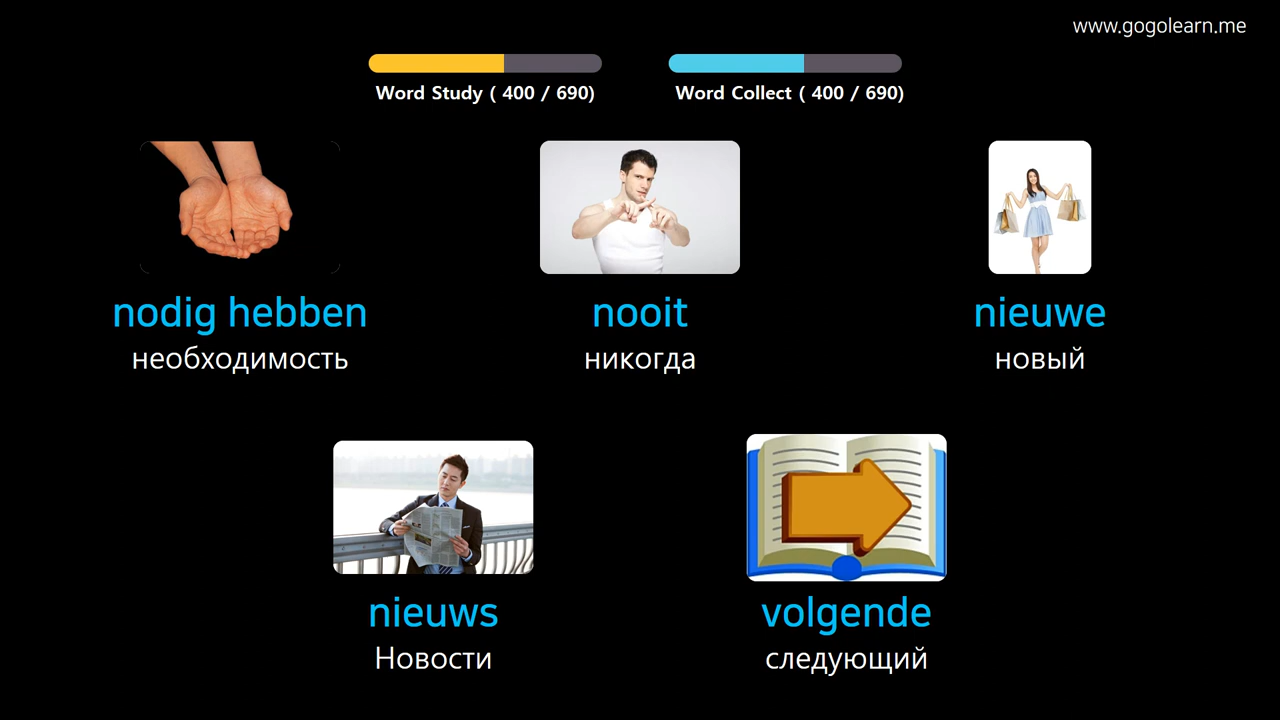 www.gogolearn.me
Word Study ( 400 / 690)
Word Collect ( 400 / 690)
nodig hebben
необходимость
nooit
никогда
nieuwe
новый
nieuws
Новости
volgende
следующий